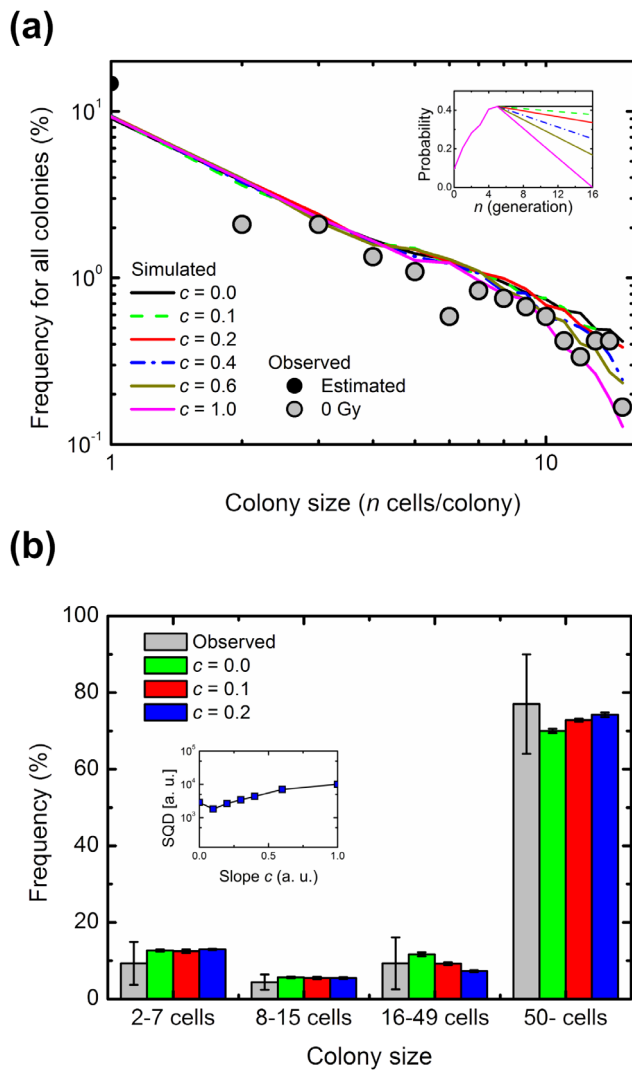 (a)
Frequency for all colonies (%)
10^1
10^0
10^-1
1
10
Colony size (n cells/colony)
Simulated
c = 0.0
c = 0.1
c = 0.2
c = 0.4
c = 0.6
c = 1.0
Observed
Estimated
0 Gy
Probability
0.4
0.2
0.0
0 4 8 12 16
n (generation)
(b)
Frequency (%)
100
80
60
40
20
0
Observed
c = 0.0
c = 0.1
c = 0.2
SQD [a. u.]
10^5
10^4
10^3
0.0 0.5 1.0
Slope c (a. u.)
2-7 cells 8-15 cells 16-49 cells 50- cells
Colony size